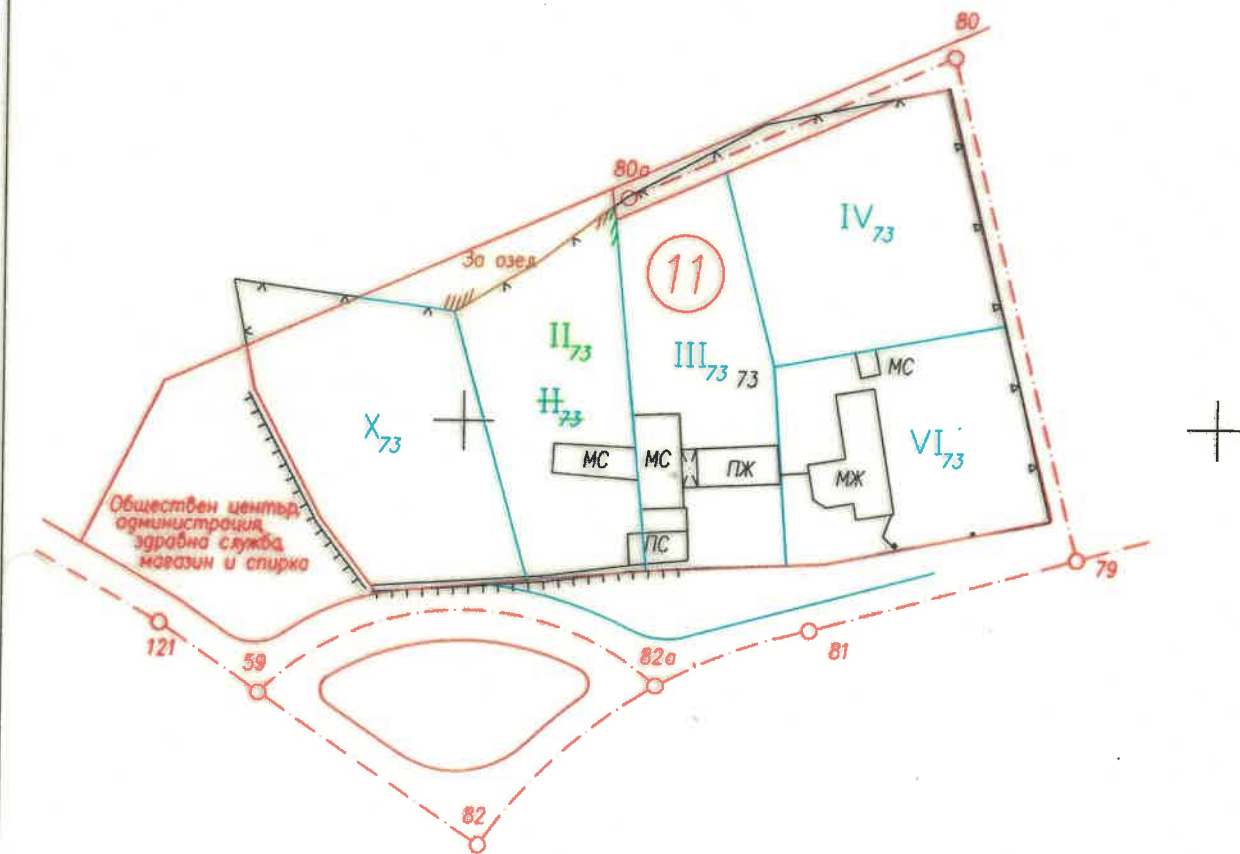 80
80а
IV73
За озел.
11
II73
III73 73
II73
МС
X73
VI73
МС
МС
ПЖ
МЖ
ПС
Обществен център,
администрация,
здравна служба,
магазин и спирка
79
121
59
82а
81
82